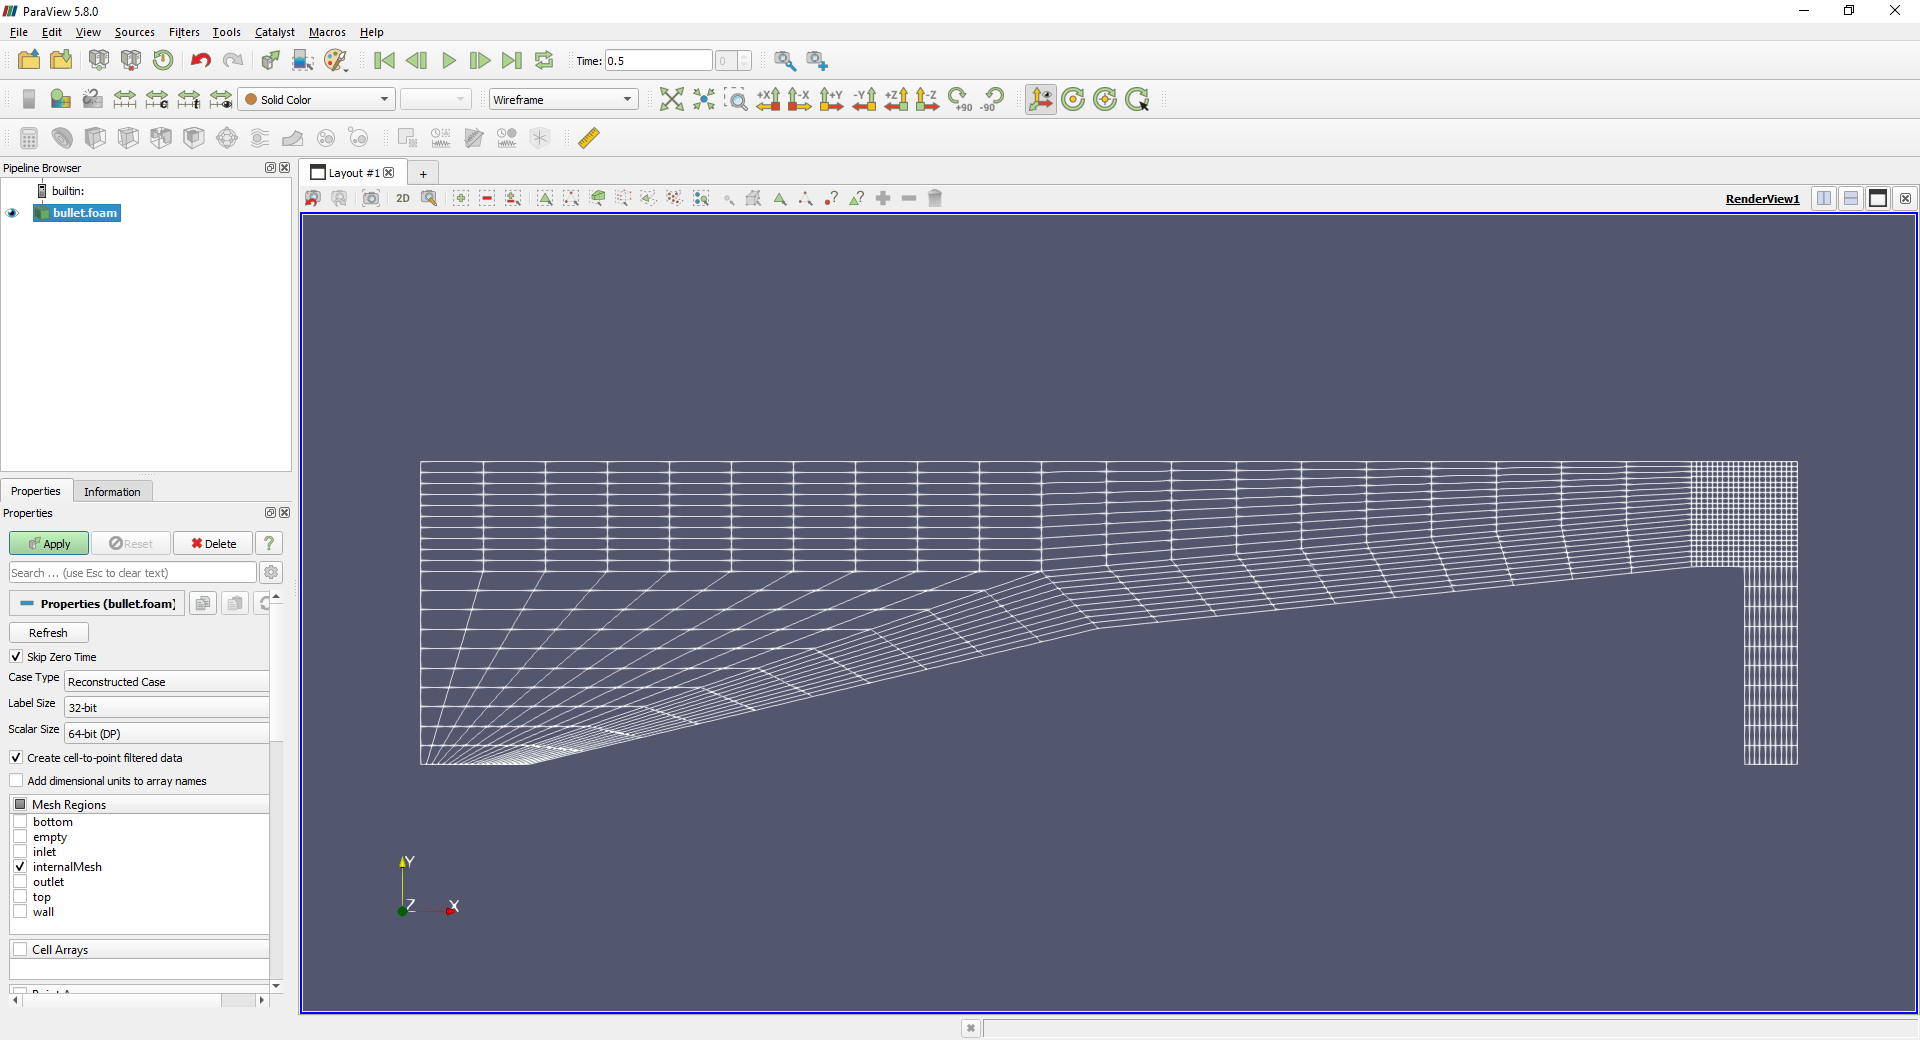 ParaView 5.8.0
File Edit View Sources Filters Tools Catalyst Macros Help
Time: 0.5 0
Solid Color Wireframe +X -X +Y -Y +Z -Z +90 -90
Pipeline Browser
builtin:
bullet.foam
Layout #1 +
2D RenderView1
Properties Information
Properties
Apply Reset Delete ?
Search ... (use Esc to clear text)
Properties (bullet.foam)
Refresh
Skip Zero Time
Case Type Reconstructed Case
Label Size 32-bit
Scalar Size 64-bit (DP)
Create cell-to-point filtered data
Add dimensional units to array names
Mesh Regions
bottom
empty
inlet
internalMesh
outlet
top
wall
Cell Arrays
Y
Z X